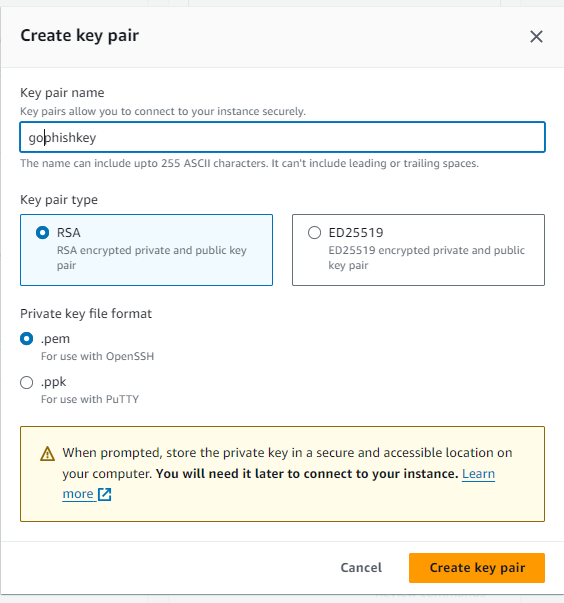 Create key pair
Key pair name
Key pairs allow you to connect to your instance securely.
gophishkey
The name can include upto 255 ASCII characters. It can't include leading or trailing spaces.
Key pair type
RSA
RSA encrypted private and public key
pair
ED25519
ED25519 encrypted private and public
key pair
Private key file format
.pem
For use with OpenSSH
.ppk
For use with PuTTY
When prompted, store the private key in a secure and accessible location on
your computer. You will need it later to connect to your instance. Learn
more
Cancel
Create key pair